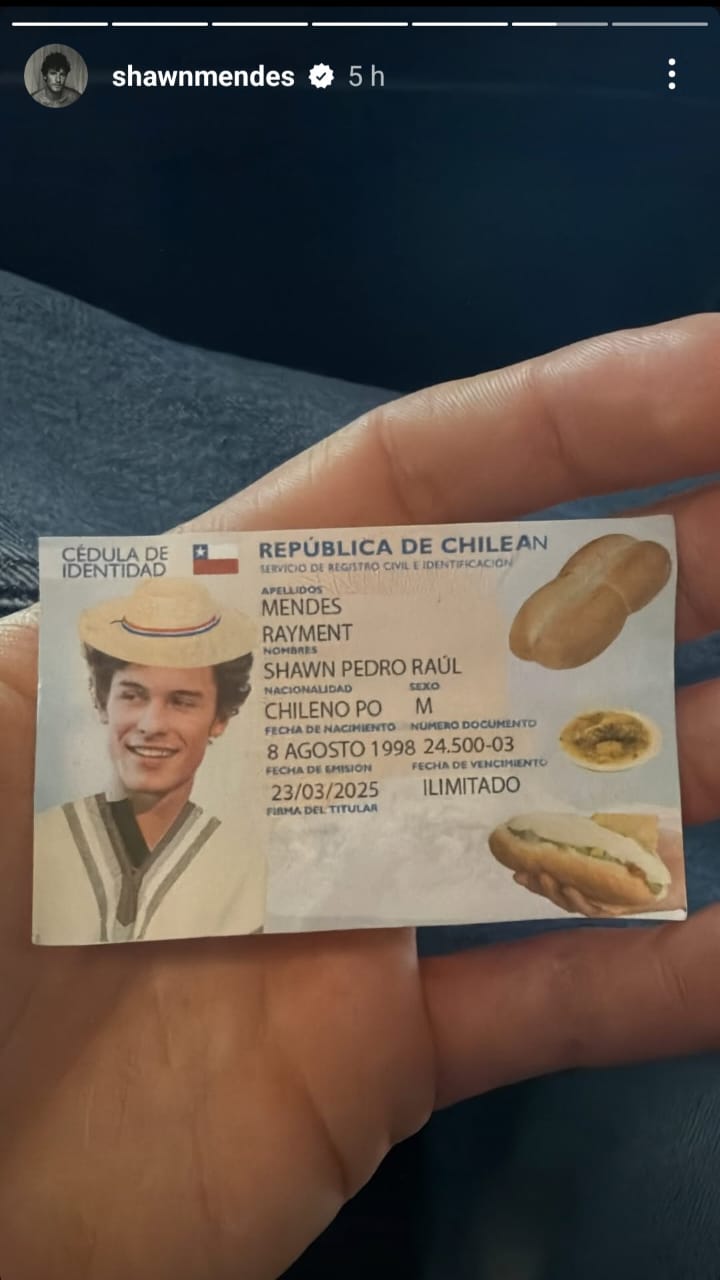 shawnmendes 5 h
CÉDULA DE
IDENTIDAD
REPÚBLICA DE CHILEAN
SERVICIO DE REGISTRO CIVIL E IDENTIFICACIÓN
APELLIDOS
MENDES
RAYMENT
NOMBRES
SHAWN PEDRO RAÚL
NACIONALIDAD SEXO
CHILENO PO M
FECHA DE NACIMIENTO NÚMERO DOCUMENTO
8 AGOSTO 1998 24.500-03
FECHA DE EMISIÓN FECHA DE VENCIMIENTO
23/03/2025 ILIMITADO
FIRMA DEL TITULAR